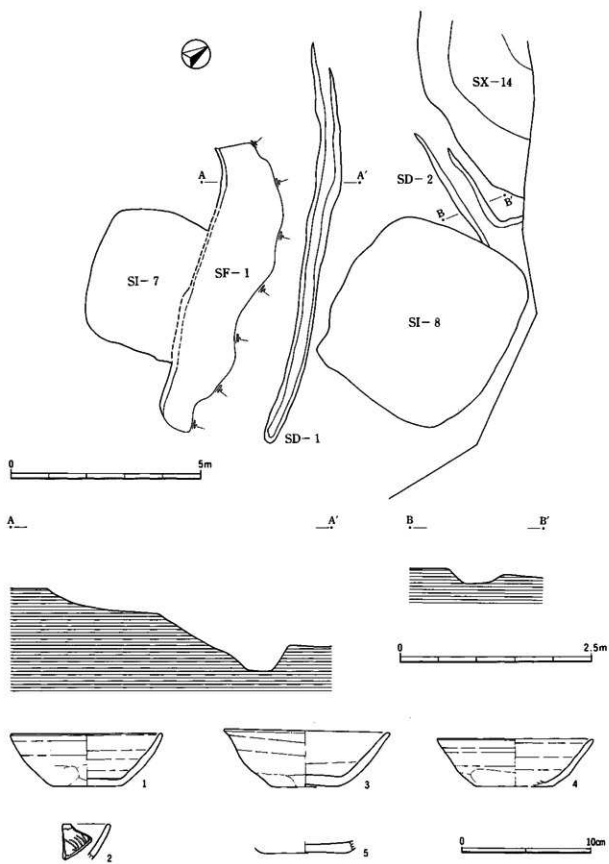 SX-14
A A'
SD-2
B B'
SI-7 SF-1
SI-8
SD-1
0 5m
A A' B B'
0 2.5m
1 3 4
2 5 0 10cm